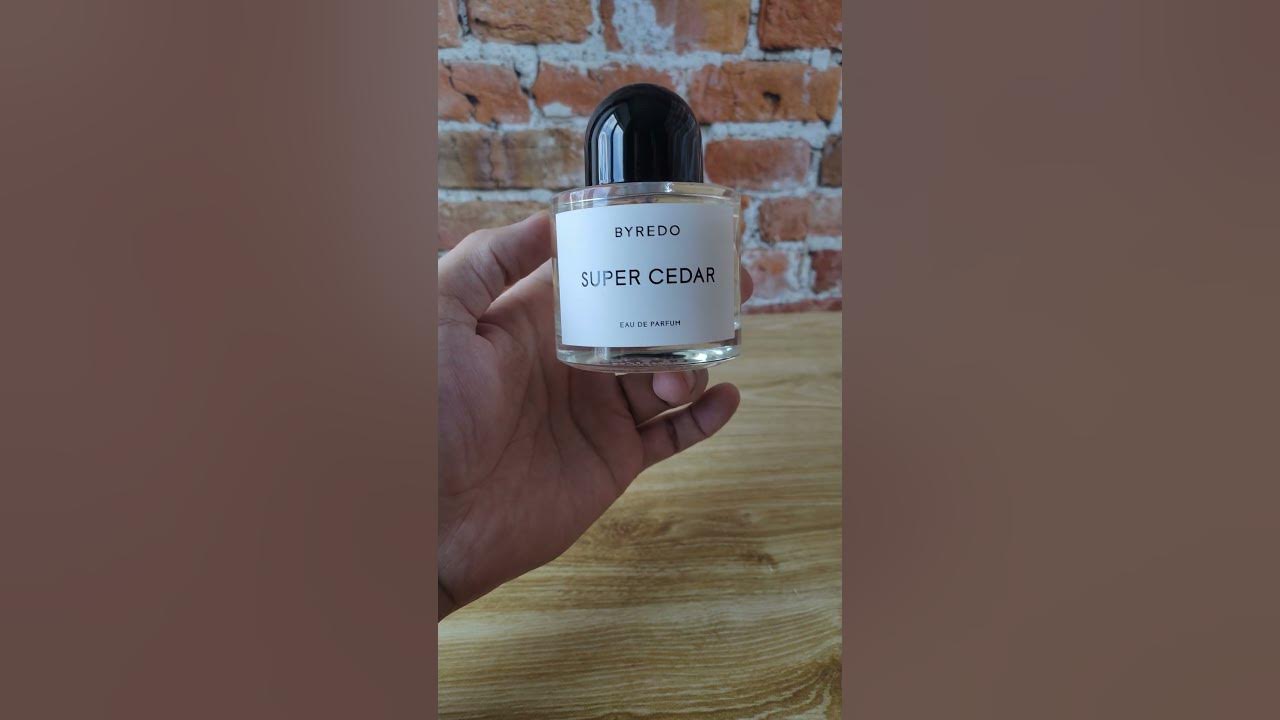 BYREDO
SUPER CEDAR
EAU DE PARFUM